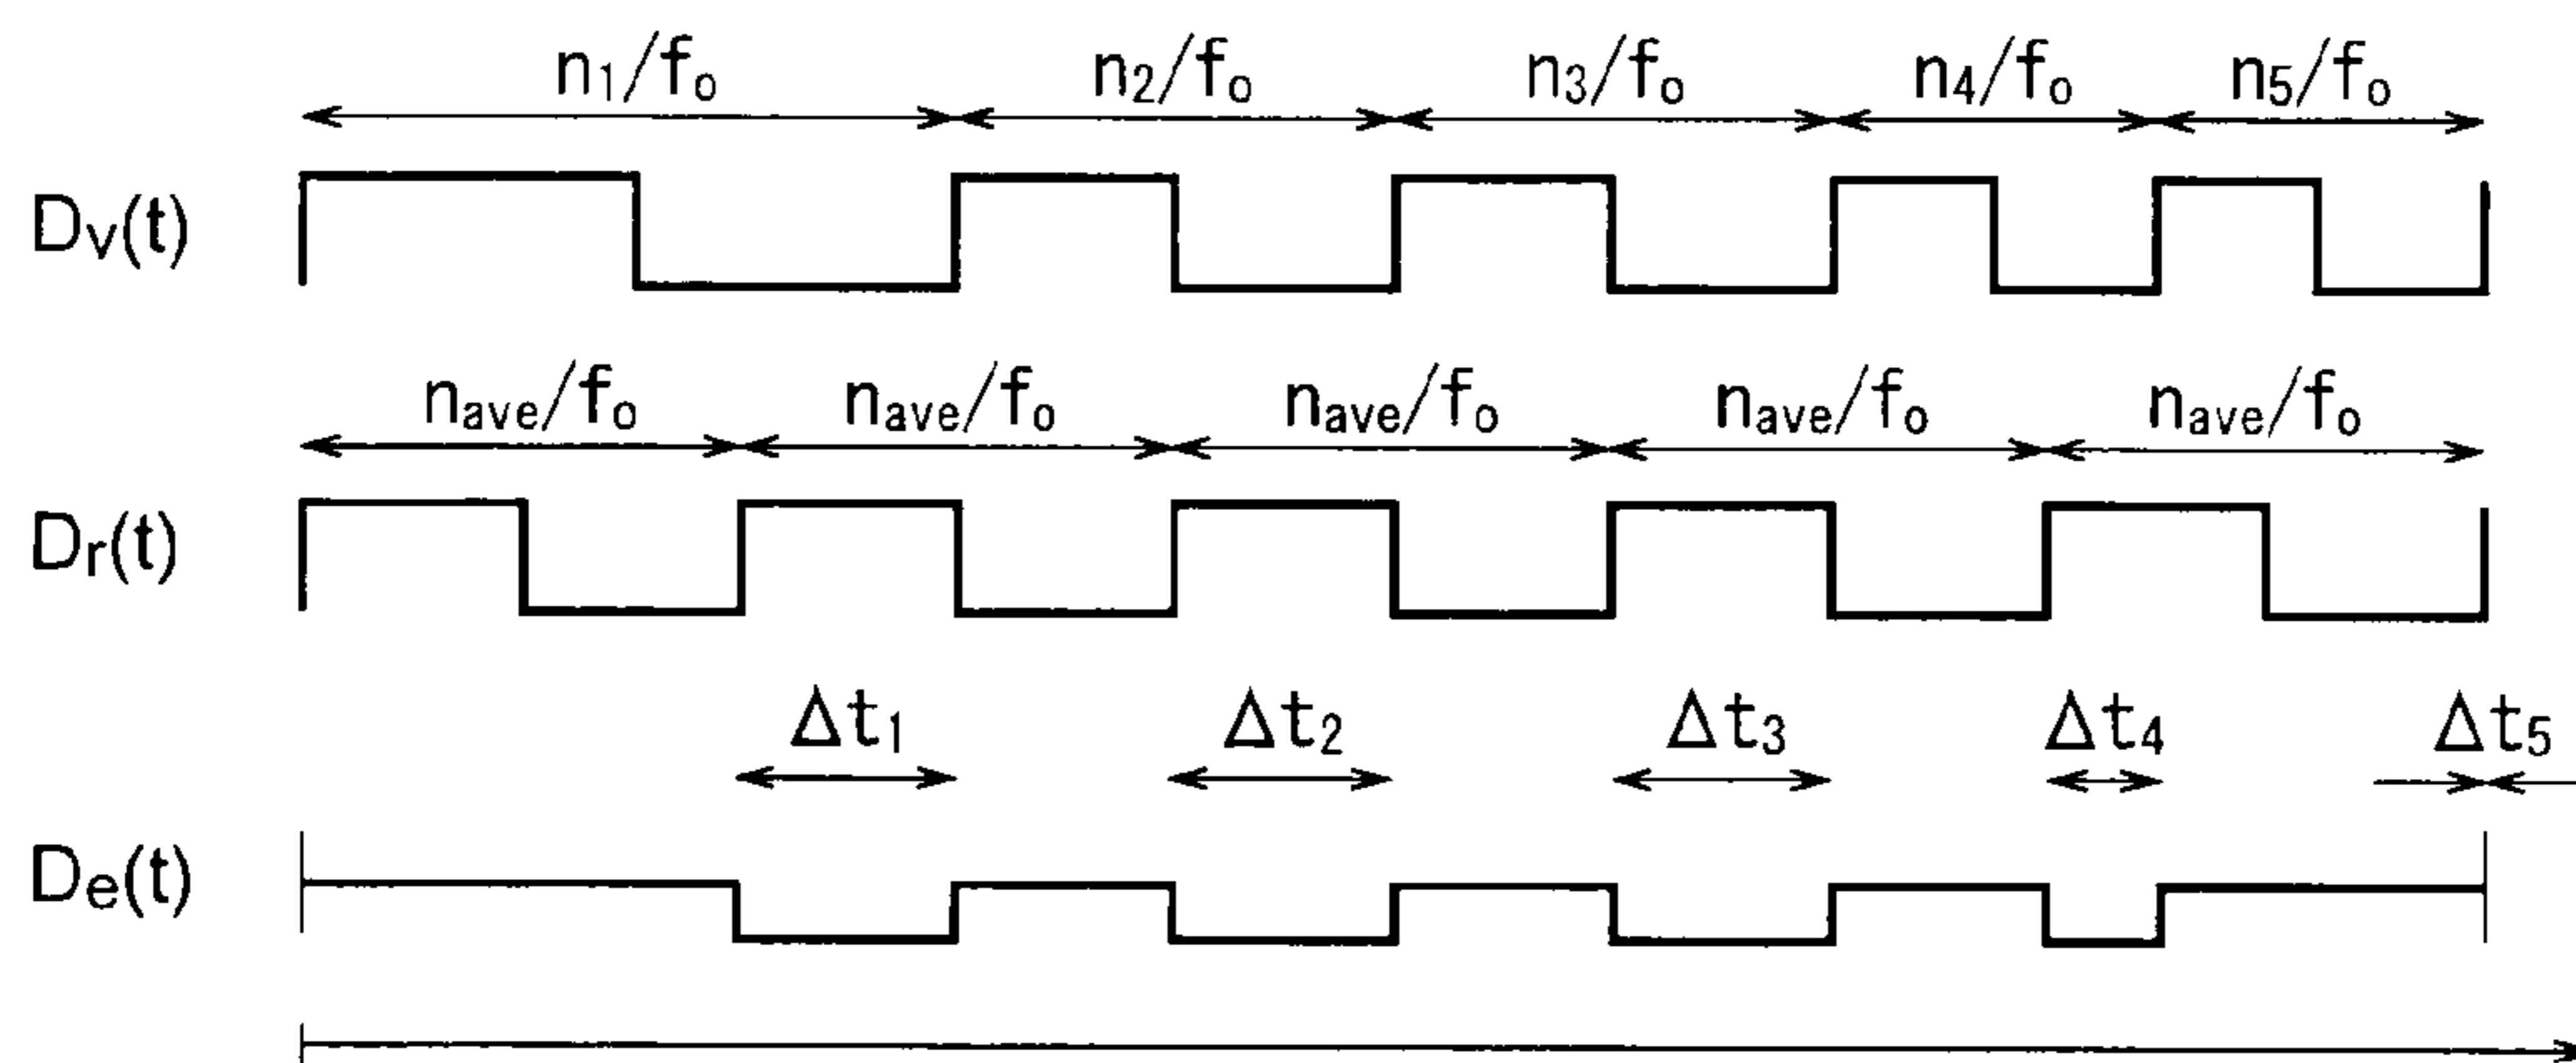 n₁/fₒ n₂/fₒ n₃/fₒ n₄/fₒ n₅/fₒ
Dᵥ(t)
nₐᵥₑ/fₒ nₐᵥₑ/fₒ nₐᵥₑ/fₒ nₐᵥₑ/fₒ nₐᵥₑ/fₒ
Dᵣ(t)
Δt₁ Δt₂ Δt₃ Δt₄ Δt₅
Dₑ(t)